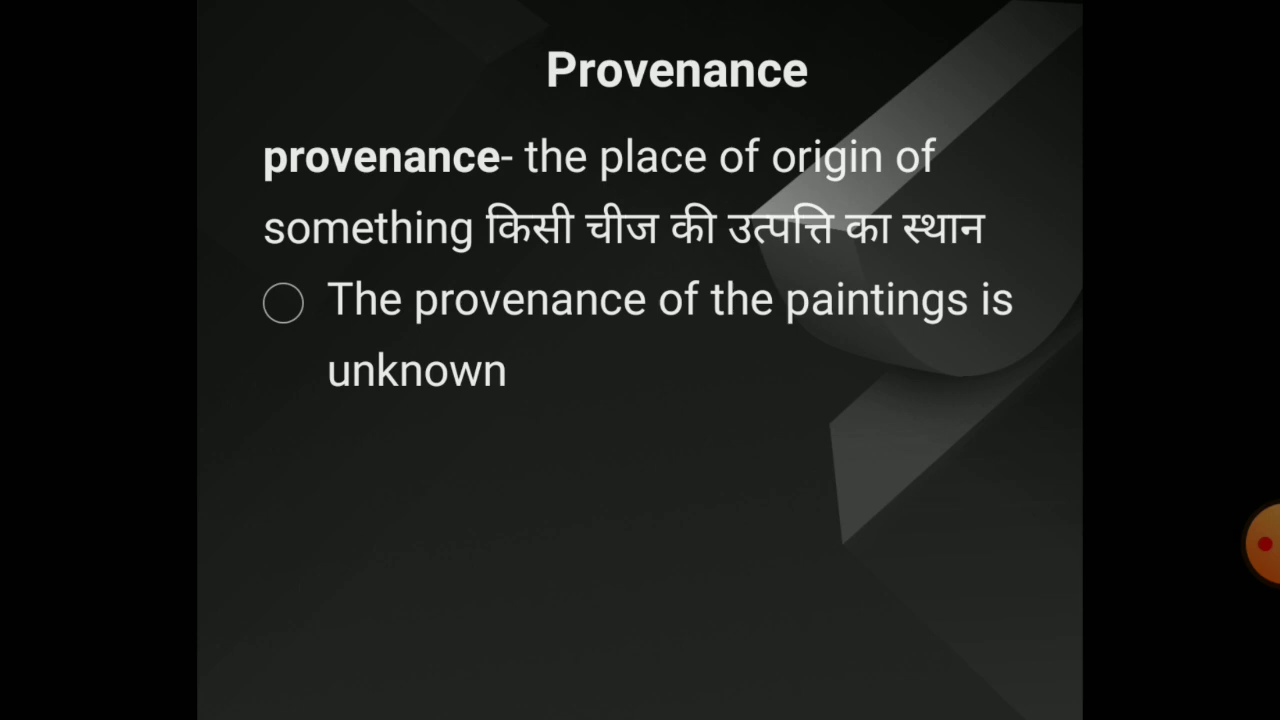 Provenance
provenance- the place of origin of
something किसी चीज की उत्पत्ति का स्थान
The provenance of the paintings is
unknown